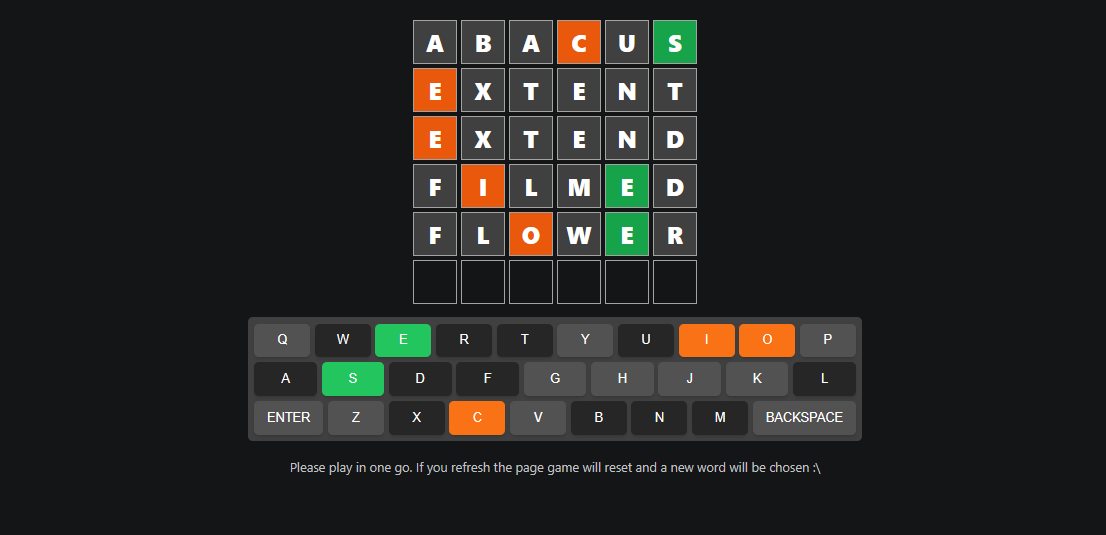 A B A C U S
E X T E N T
E X T E N D
F I L M E D
F L O W E R
Q W E R T Y U I O P
A S D F G H J K L
ENTER Z X C V B N M BACKSPACE
Please play in one go. If you refresh the page game will reset and a new word will be chosen :\